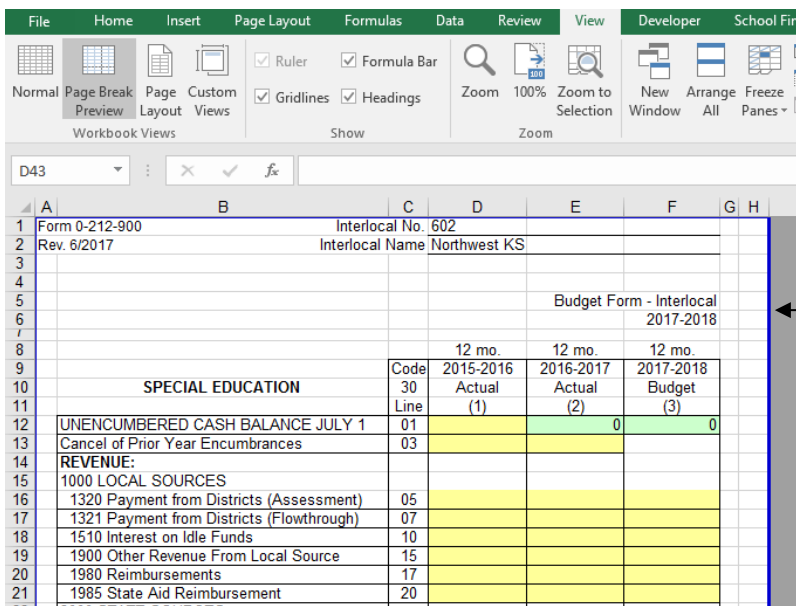 File Home Insert Page Layout Formulas Data Review View Developer School Fi
Normal Page Break Preview Page Layout Custom Views
Workbook Views
Ruler Formula Bar
Gridlines Headings
Show
Zoom 100% Zoom to Selection
Zoom
New Window Arrange All Freeze Panes
D43 fx
A B C D E F G H
1 Form 0-212-900 Interlocal No. 602
2 Rev. 6/2017 Interlocal Name Northwest KS
3
4
5 Budget Form - Interlocal
6 2017-2018
7
8 12 mo. 12 mo. 12 mo.
9 Code 2015-2016 2016-2017 2017-2018
10 SPECIAL EDUCATION 30 Actual Actual Budget
11 Line (1) (2) (3)
12 UNENCUMBERED CASH BALANCE JULY 1 01 0 0
13 Cancel of Prior Year Encumbrances 03
14 REVENUE:
15 1000 LOCAL SOURCES
16 1320 Payment from Districts (Assessment) 05
17 1321 Payment from Districts (Flowthrough) 07
18 1510 Interest on Idle Funds 10
19 1900 Other Revenue From Local Source 15
20 1980 Reimbursements 17
21 1985 State Aid Reimbursement 20